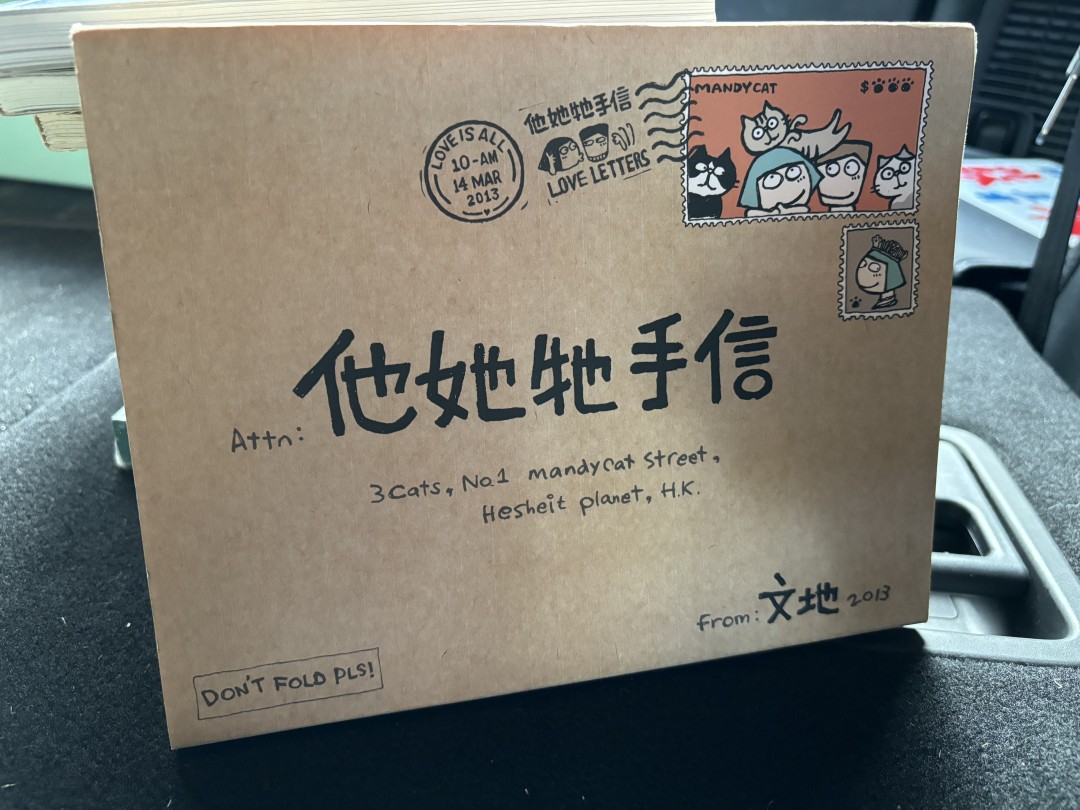 LOVE IS ALL
10-AM
14 MAR
2013
他她牠手信
LOVE LETTERS
MANDYCAT
$
Attn: 他她牠手信
3cats, No.1 mandycat street,
Hesheit planet, H.K.
from: 文地 2013
DON'T FOLD PLS!